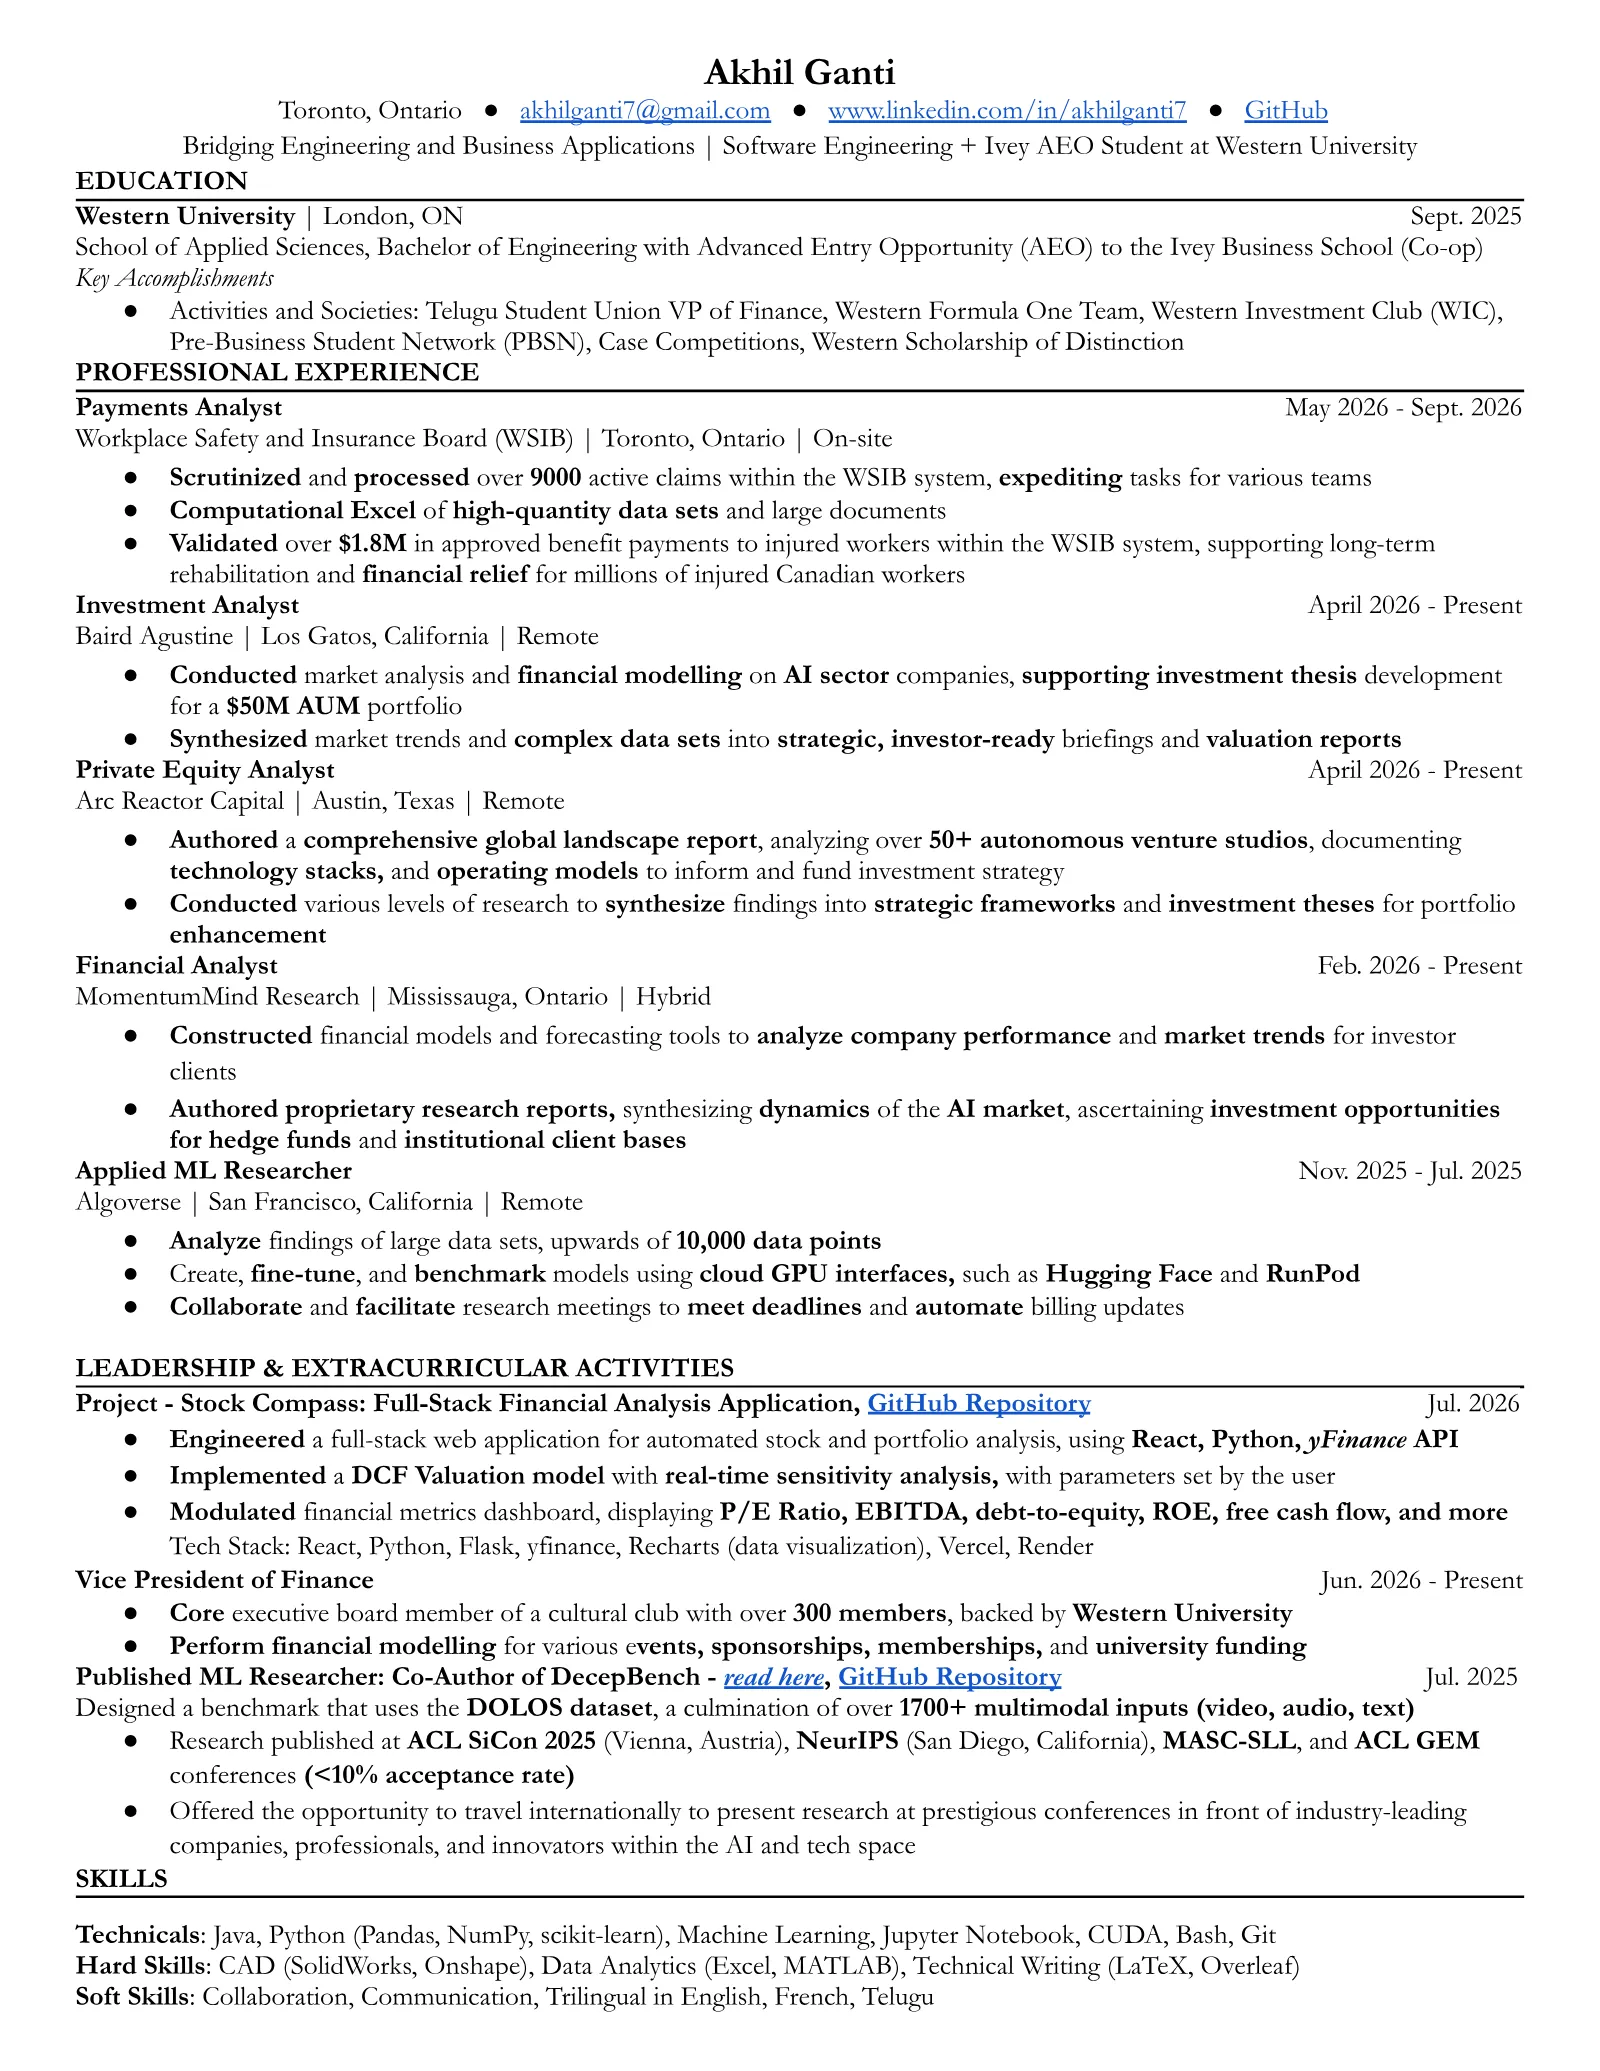 Akhil Ganti
Toronto, Ontario ● akhilganti7@gmail.com ● www.linkedin.com/in/akhilganti7 ● GitHub
Bridging Engineering and Business Applications | Software Engineering + Ivey AEO Student at Western University
EDUCATION
Western University | London, ON Sept. 2025
School of Applied Sciences, Bachelor of Engineering with Advanced Entry Opportunity (AEO) to the Ivey Business School (Co-op)
Key Accomplishments
● Activities and Societies: Telugu Student Union VP of Finance, Western Formula One Team, Western Investment Club (WIC),
Pre-Business Student Network (PBSN), Case Competitions, Western Scholarship of Distinction
PROFESSIONAL EXPERIENCE
Payments Analyst May 2026 - Sept. 2026
Workplace Safety and Insurance Board (WSIB) | Toronto, Ontario | On-site
● Scrutinized and processed over 9000 active claims within the WSIB system, expediting tasks for various teams
● Computational Excel of high-quantity data sets and large documents
● Validated over $1.8M in approved benefit payments to injured workers within the WSIB system, supporting long-term
rehabilitation and financial relief for millions of injured Canadian workers
Investment Analyst April 2026 - Present
Baird Agustine | Los Gatos, California | Remote
● Conducted market analysis and financial modelling on AI sector companies, supporting investment thesis development
for a $50M AUM portfolio
● Synthesized market trends and complex data sets into strategic, investor-ready briefings and valuation reports
Private Equity Analyst April 2026 - Present
Arc Reactor Capital | Austin, Texas | Remote
● Authored a comprehensive global landscape report, analyzing over 50+ autonomous venture studios, documenting
technology stacks, and operating models to inform and fund investment strategy
● Conducted various levels of research to synthesize findings into strategic frameworks and investment theses for portfolio
enhancement
Financial Analyst Feb. 2026 - Present
MomentumMind Research | Mississauga, Ontario | Hybrid
● Constructed financial models and forecasting tools to analyze company performance and market trends for investor
clients
● Authored proprietary research reports, synthesizing dynamics of the AI market, ascertaining investment opportunities
for hedge funds and institutional client bases
Applied ML Researcher Nov. 2025 - Jul. 2025
Algoverse | San Francisco, California | Remote
● Analyze findings of large data sets, upwards of 10,000 data points
● Create, fine-tune, and benchmark models using cloud GPU interfaces, such as Hugging Face and RunPod
● Collaborate and facilitate research meetings to meet deadlines and automate billing updates
LEADERSHIP & EXTRACURRICULAR ACTIVITIES
Project - Stock Compass: Full-Stack Financial Analysis Application, GitHub Repository Jul. 2026
● Engineered a full-stack web application for automated stock and portfolio analysis, using React, Python, yFinance API
● Implemented a DCF Valuation model with real-time sensitivity analysis, with parameters set by the user
● Modulated financial metrics dashboard, displaying P/E Ratio, EBITDA, debt-to-equity, ROE, free cash flow, and more
Tech Stack: React, Python, Flask, yfinance, Recharts (data visualization), Vercel, Render
Vice President of Finance Jun. 2026 - Present
● Core executive board member of a cultural club with over 300 members, backed by Western University
● Perform financial modelling for various events, sponsorships, memberships, and university funding
Published ML Researcher: Co-Author of DecepBench - read here, GitHub Repository Jul. 2025
Designed a benchmark that uses the DOLOS dataset, a culmination of over 1700+ multimodal inputs (video, audio, text)
● Research published at ACL SiCon 2025 (Vienna, Austria), NeurIPS (San Diego, California), MASC-SLL, and ACL GEM
conferences (<10% acceptance rate)
● Offered the opportunity to travel internationally to present research at prestigious conferences in front of industry-leading
companies, professionals, and innovators within the AI and tech space
SKILLS
Technicals: Java, Python (Pandas, NumPy, scikit-learn), Machine Learning, Jupyter Notebook, CUDA, Bash, Git
Hard Skills: CAD (SolidWorks, Onshape), Data Analytics (Excel, MATLAB), Technical Writing (LaTeX, Overleaf)
Soft Skills: Collaboration, Communication, Trilingual in English, French, Telugu